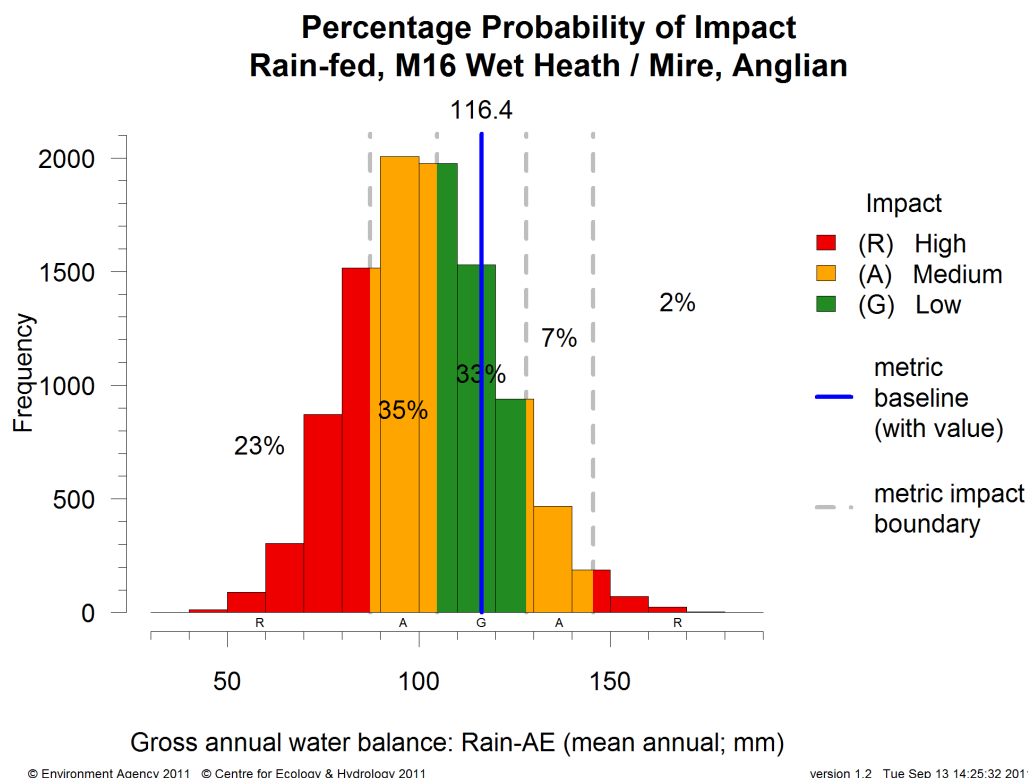 Percentage Probability of Impact
Rain-fed, M16 Wet Heath / Mire, Anglian
116.4
Frequency
2000
1500
1000
500
0
23%
35%
33%
7%
2%
R A G A R
50 100 150
Gross annual water balance: Rain-AE (mean annual; mm)
Impact
(R) High
(A) Medium
(G) Low
metric
baseline
(with value)
metric impact
boundary
© Environment Agency 2011 © Centre for Ecology & Hydrology 2011
version 1.2 Tue Sep 13 14:25:32 201